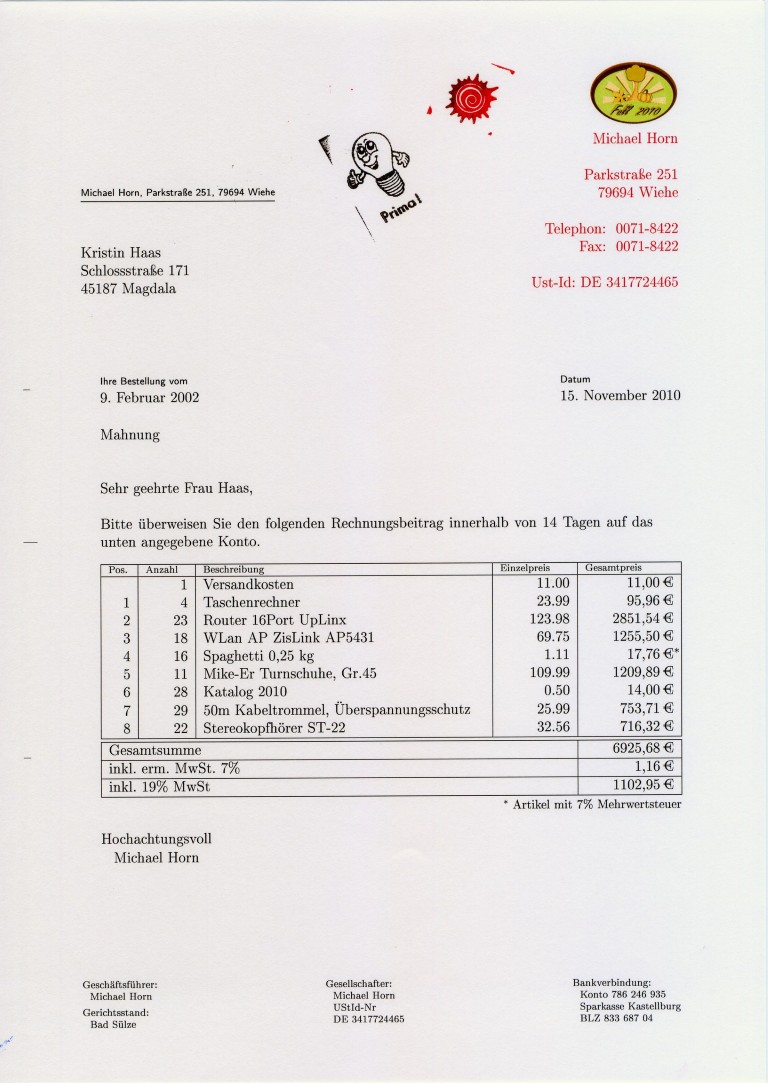 Fall 2010
Michael Horn
Parkstraße 251
79694 Wiehe
Telephon: 0071-8422
Fax: 0071-8422
Ust-Id: DE 3417724465
Prima!
Michael Horn, Parkstraße 251, 79694 Wiehe
Kristin Haas
Schlossstraße 171
45187 Magdala
Ihre Bestellung vom
9. Februar 2002
Datum
15. November 2010
Mahnung
Sehr geehrte Frau Haas,
Bitte überweisen Sie den folgenden Rechnungsbeitrag innerhalb von 14 Tagen auf das
unten angegebene Konto.
Pos. Anzahl Beschreibung Einzelpreis Gesamtpreis
1 Versandkosten 11.00 11,00 €
1 4 Taschenrechner 23.99 95,96 €
2 23 Router 16Port UpLinx 123.98 2851,54 €
3 18 WLan AP ZisLink AP5431 69.75 1255,50 €
4 16 Spaghetti 0,25 kg 1.11 17,76 €*
5 11 Mike-Er Turnschuhe, Gr.45 109.99 1209,89 €
6 28 Katalog 2010 0.50 14,00 €
7 29 50m Kabeltrommel, Überspannungsschutz 25.99 753,71 €
8 22 Stereokopfhörer ST-22 32.56 716,32 €
Gesamtsumme 6925,68 €
inkl. erm. MwSt. 7% 1,16 €
inkl. 19% MwSt 1102,95 €
* Artikel mit 7% Mehrwertsteuer
Hochachtungsvoll
Michael Horn
Geschäftsführer:
Michael Horn
Gerichtsstand:
Bad Sülze
Gesellschafter:
Michael Horn
UStId-Nr
DE 3417724465
Bankverbindung:
Konto 786 246 935
Sparkasse Kastellburg
BLZ 833 687 04